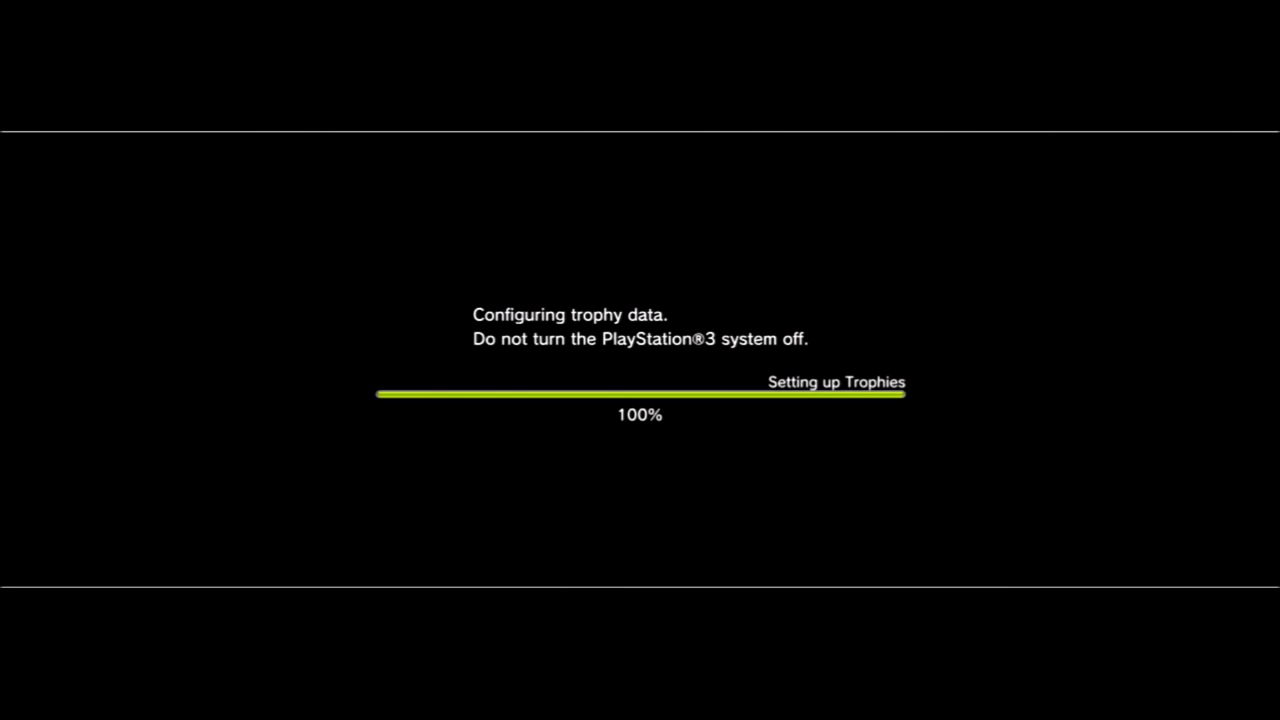 Configuring trophy data.
Do not turn the PlayStation®3 system off.
Setting up Trophies
100%